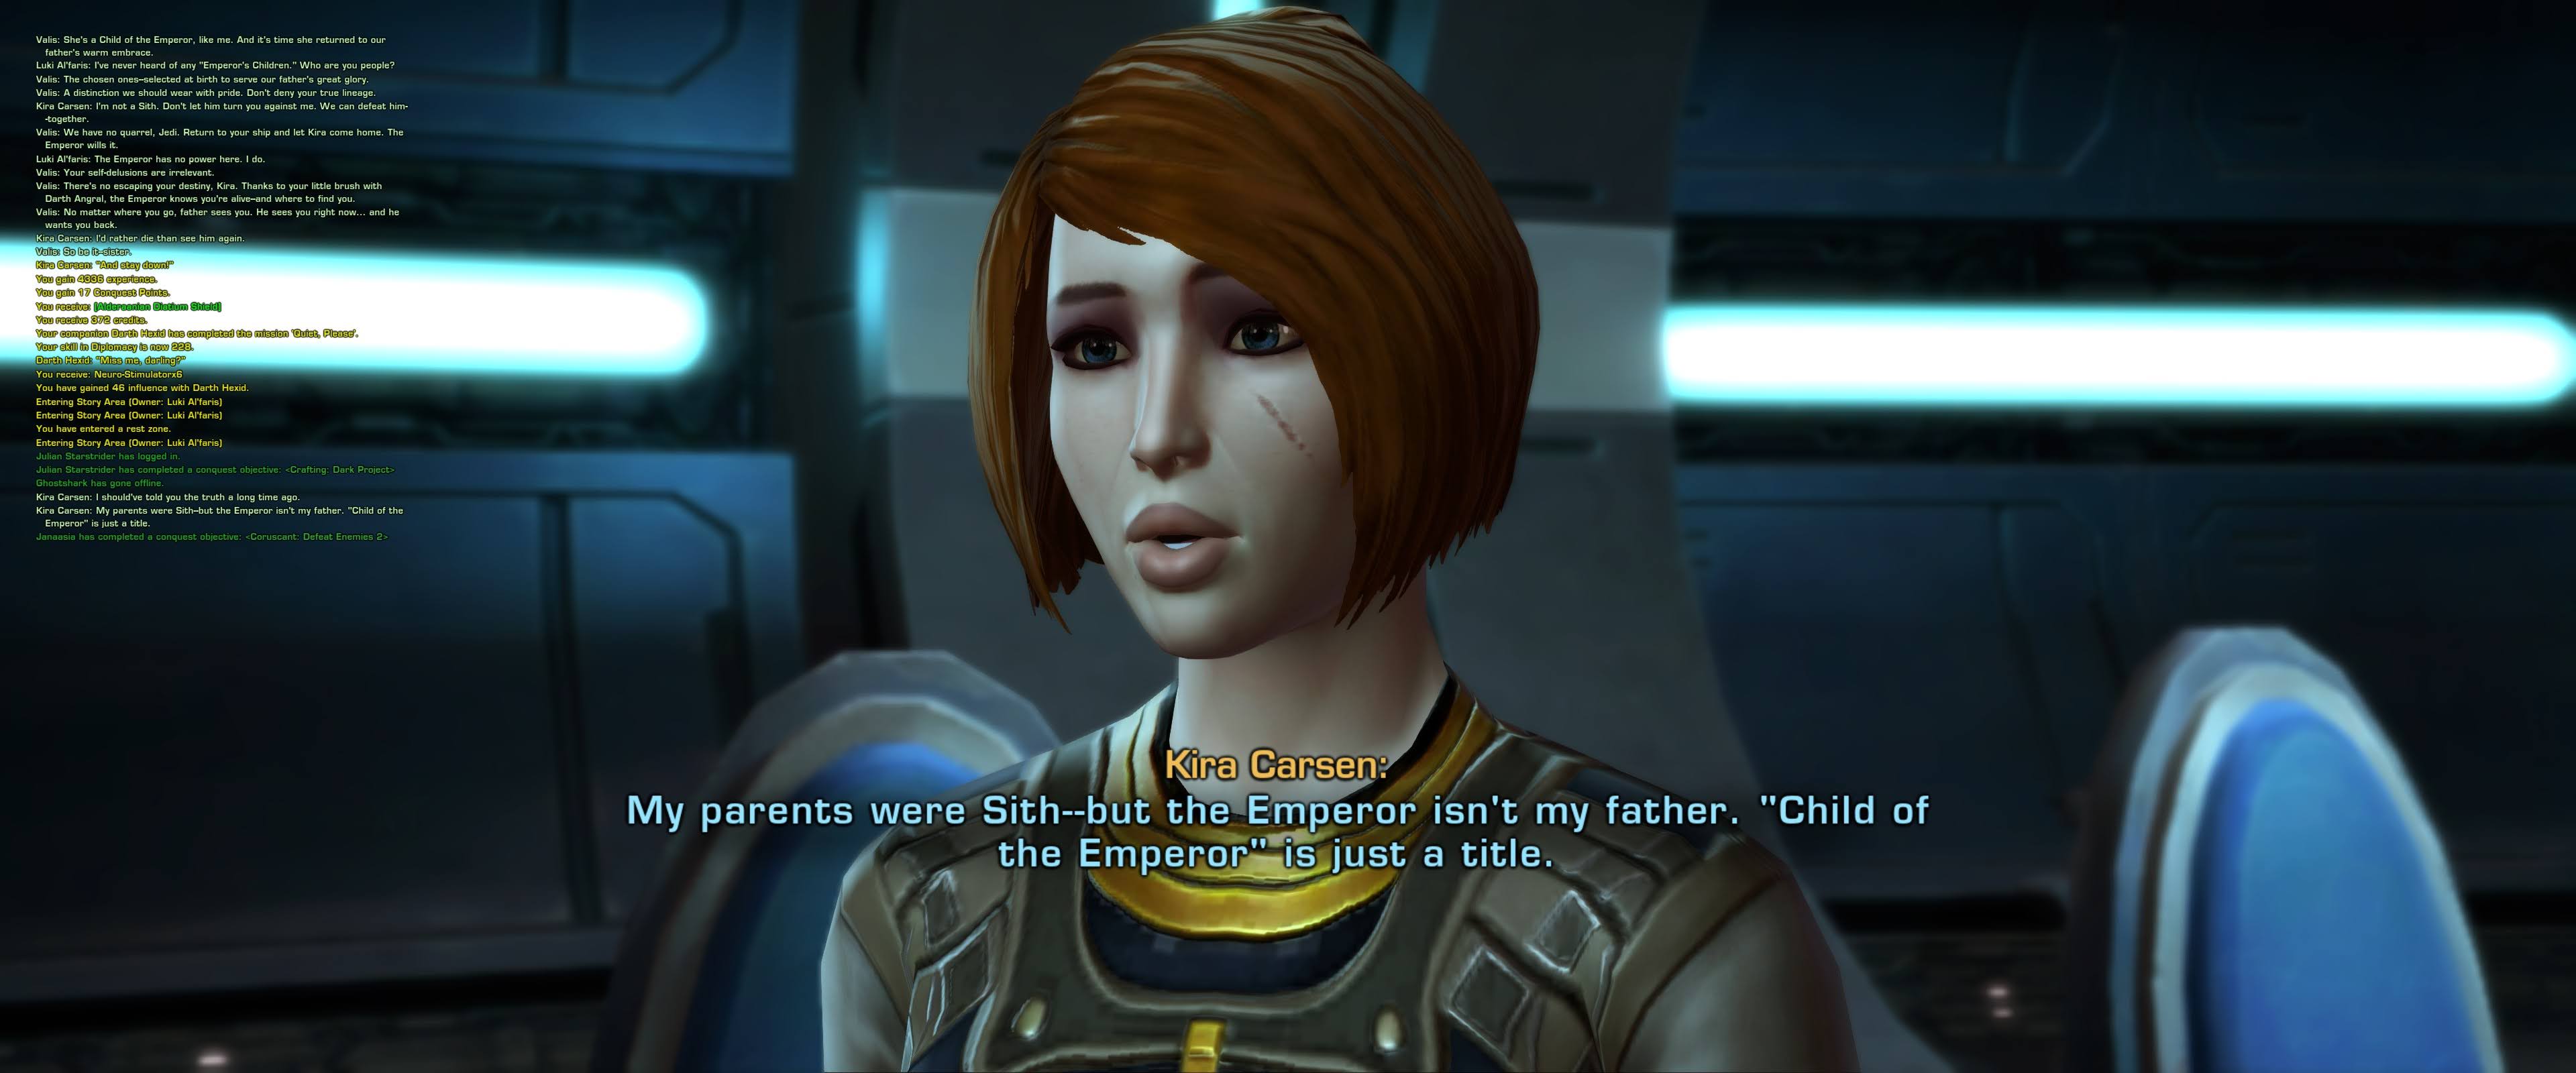 Valis: She's a Child of the Emperor, like me. And it's time she returned to our
father's warm embrace.
Luki Al'faris: I've never heard of any "Emperor's Children." Who are you people?
Valis: The chosen ones--selected at birth to serve our father's great glory.
Valis: A distinction we should wear with pride. Don't deny your true lineage.
Kira Carsen: I'm not a Sith. Don't let him turn you against me. We can defeat him-
-together.
Valis: We have no quarrel, Jedi. Return to your ship and let Kira come home. The
Emperor wills it.
Luki Al'faris: The Emperor has no power here. I do.
Valis: Your self-delusions are irrelevant.
Valis: There's no escaping your destiny, Kira. Thanks to your little brush with
Darth Angral, the Emperor knows you're alive--and where to find you.
Valis: No matter where you go, father sees you. He sees you right now... and he
wants you back.
Kira Carsen: I'd rather die than see him again.
Valis: So be it--sister.
Kira Carsen: "And stay down!"
You gain 4336 experience.
You gain 17 Conquest Points.
You receive: [Alderaanian Diatium Shield]
You receive 372 credits.
Your companion Darth Hexid has completed the mission 'Quiet, Please'.
Your skill in Diplomacy is now 228.
Darth Hexid: "Miss me, darling?"
You receive: Neuro-Stimulatorx6
You have gained 46 influence with Darth Hexid.
Entering Story Area (Owner: Luki Al'faris)
Entering Story Area (Owner: Luki Al'faris)
You have entered a rest zone.
Entering Story Area (Owner: Luki Al'faris)
Julian Starstrider has logged in.
Julian Starstrider has completed a conquest objective: <Crafting: Dark Project>
Ghostshark has gone offline.
Kira Carsen: I should've told you the truth a long time ago.
Kira Carsen: My parents were Sith--but the Emperor isn't my father. "Child of the
Emperor" is just a title.
Janaasia has completed a conquest objective: <Coruscant: Defeat Enemies 2>
Kira Carsen:
My parents were Sith--but the Emperor isn't my father. "Child of
the Emperor" is just a title.